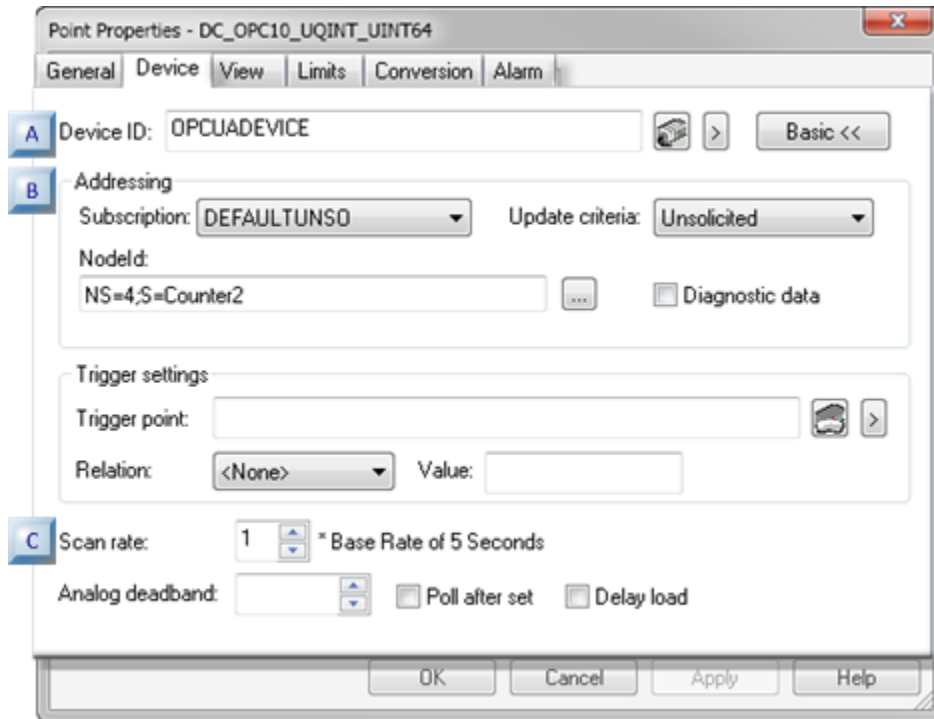 Point Properties - DC_OPC10_UQINT_UINT64
General Device View Limits Conversion Alarm
A Device ID: OPCUADEVICE > Basic <<
B Addressing
Subscription: DEFAULTUNSO Update criteria: Unsolicited
NodeId:
NS=4;S=Counter2 ... Diagnostic data
Trigger settings
Trigger point: >
Relation: <None> Value:
C Scan rate: 1 * Base Rate of 5 Seconds
Analog deadband: Poll after set Delay load
OK Cancel Apply Help